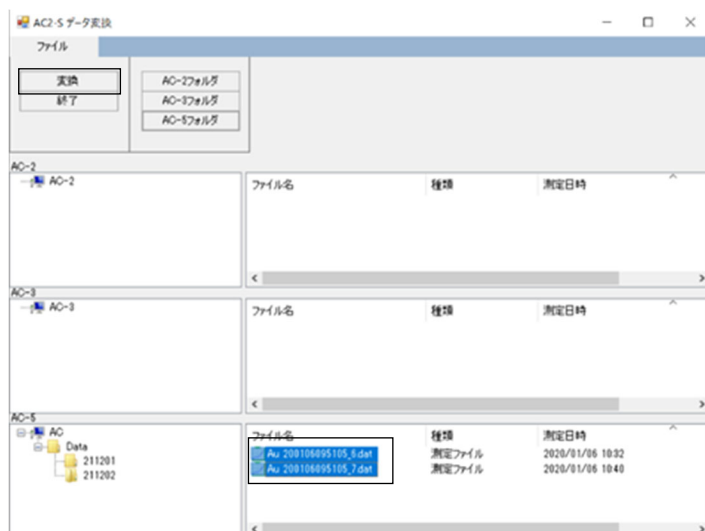 AC2-S データ変換
ファイル
変換
終了
AC-2フォルダ
AC-3フォルダ
AC-5フォルダ
AC-2
AC-2
ファイル名 種類 測定日時
AC-3
AC-3
ファイル名 種類 測定日時
AC-5
AC
Data
211201
211202
ファイル名 種類 測定日時
Au 200106095105_6.dat 測定ファイル 2020/01/06 10:32
Au 200106095105_7.dat 測定ファイル 2020/01/06 10:40